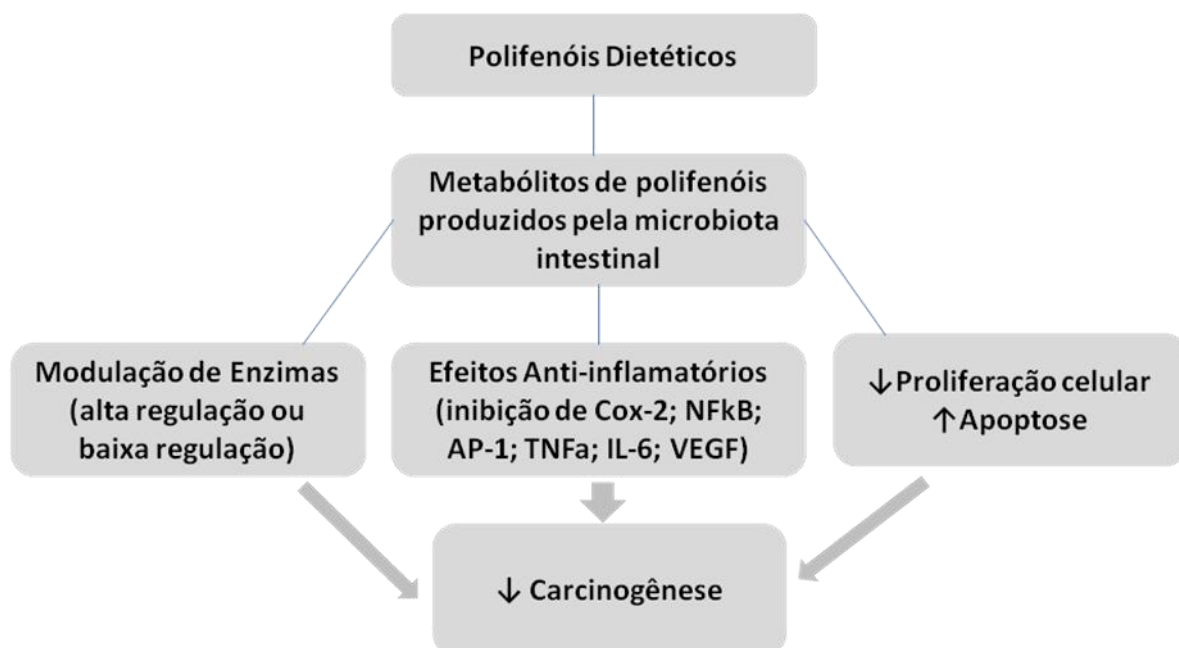 Polifenóis Dietéticos
Metabólitos de polifenóis
produzidos pela microbiota
intestinal
Modulação de Enzimas
(alta regulação ou
baixa regulação)
Efeitos Anti-inflamatórios
(inibição de Cox-2; NFkB;
AP-1; TNFa; IL-6; VEGF)
↓Proliferação celular
↑Apoptose
↓ Carcinogênese